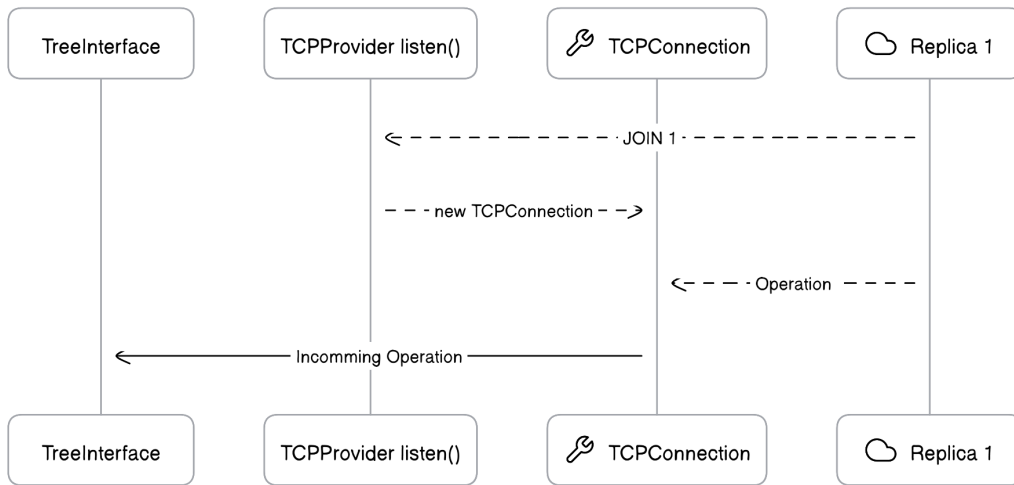 TreeInterface
TCPProvider listen()
TCPConnection
Replica 1
JOIN 1
new TCPConnection
Operation
Incomming Operation
TreeInterface
TCPProvider listen()
TCPConnection
Replica 1